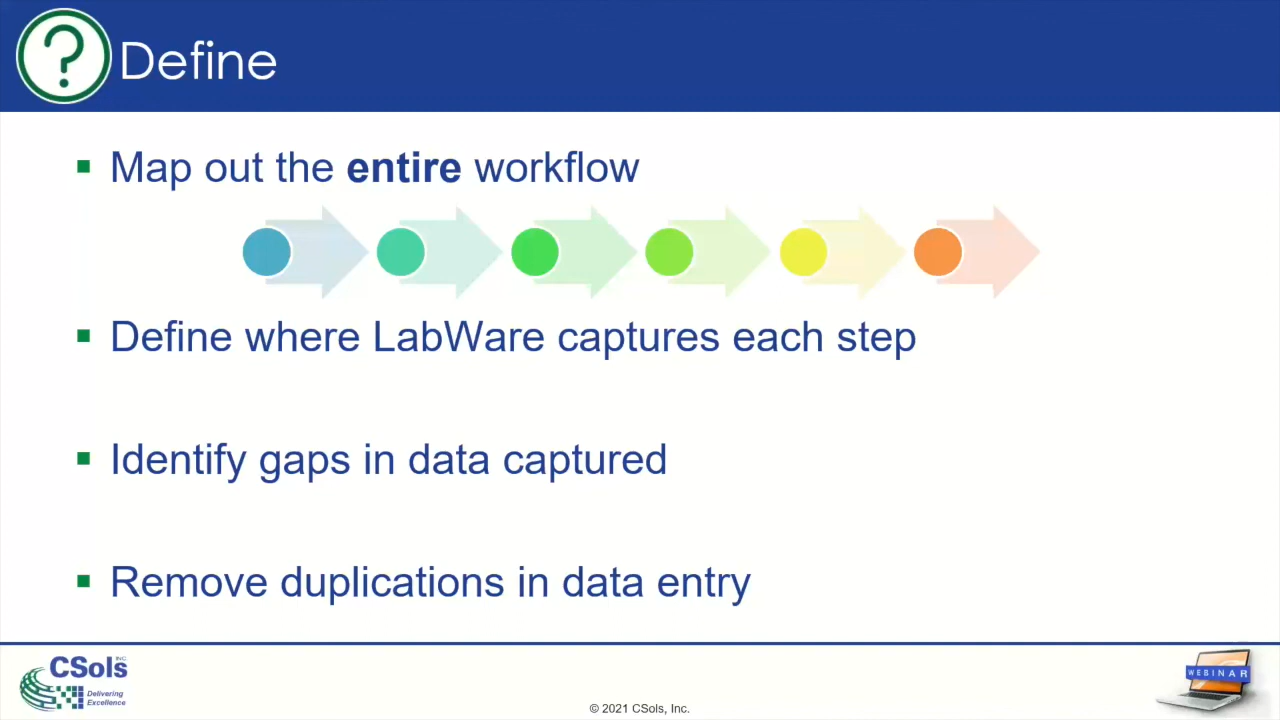 ?
Define
Map out the entire workflow
Define where LabWare captures each step
Identify gaps in data captured
Remove duplications in data entry
CSols INC
Delivering
Excellence
© 2021 CSols, Inc.
WEBINAR